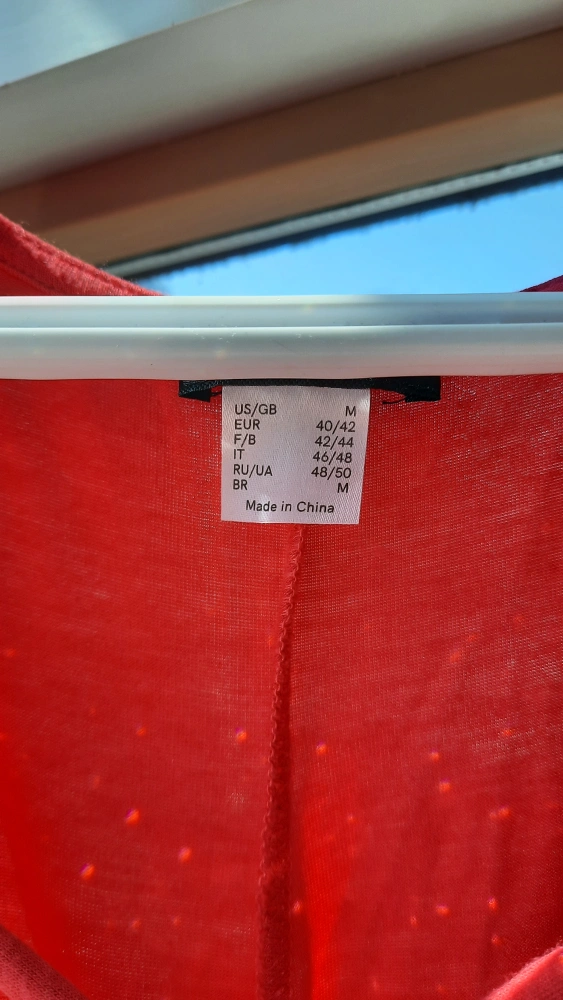 US/GB M
EUR 40/42
F/B 42/44
IT 46/48
RU/UA 48/50
BR M
Made in China